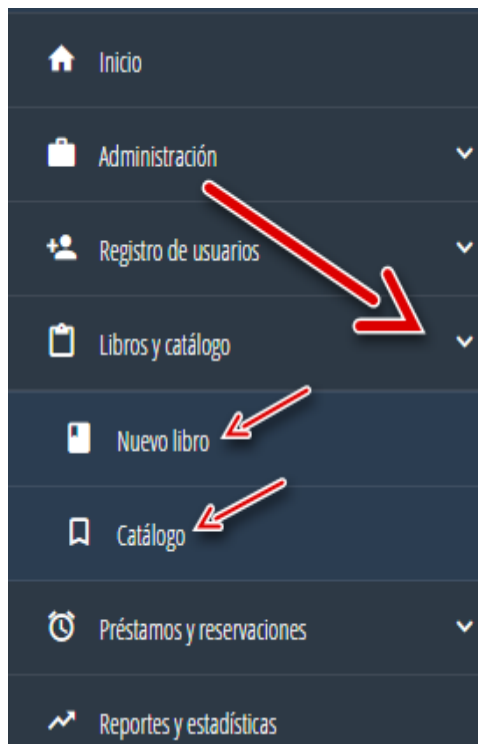 Inicio
Administración
Registro de usuarios
Libros y catálogo
Nuevo libro
Catálogo
Préstamos y reservaciones
Reportes y estadísticas